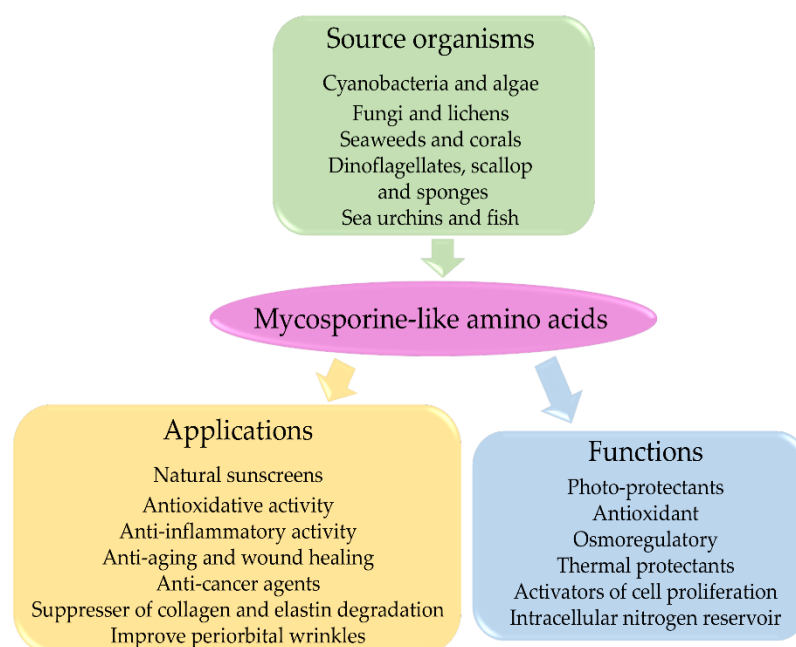 Source organisms
Cyanobacteria and algae
Fungi and lichens
Seaweeds and corals
Dinoflagellates, scallop
and sponges
Sea urchins and fish
Mycosporine-like amino acids
Applications
Natural sunscreens
Antioxidative activity
Anti-inflammatory activity
Anti-aging and wound healing
Anti-cancer agents
Suppresser of collagen and elastin degradation
Improve periorbital wrinkles
Functions
Photo-protectants
Antioxidant
Osmoregulatory
Thermal protectants
Activators of cell proliferation
Intracellular nitrogen reservoir